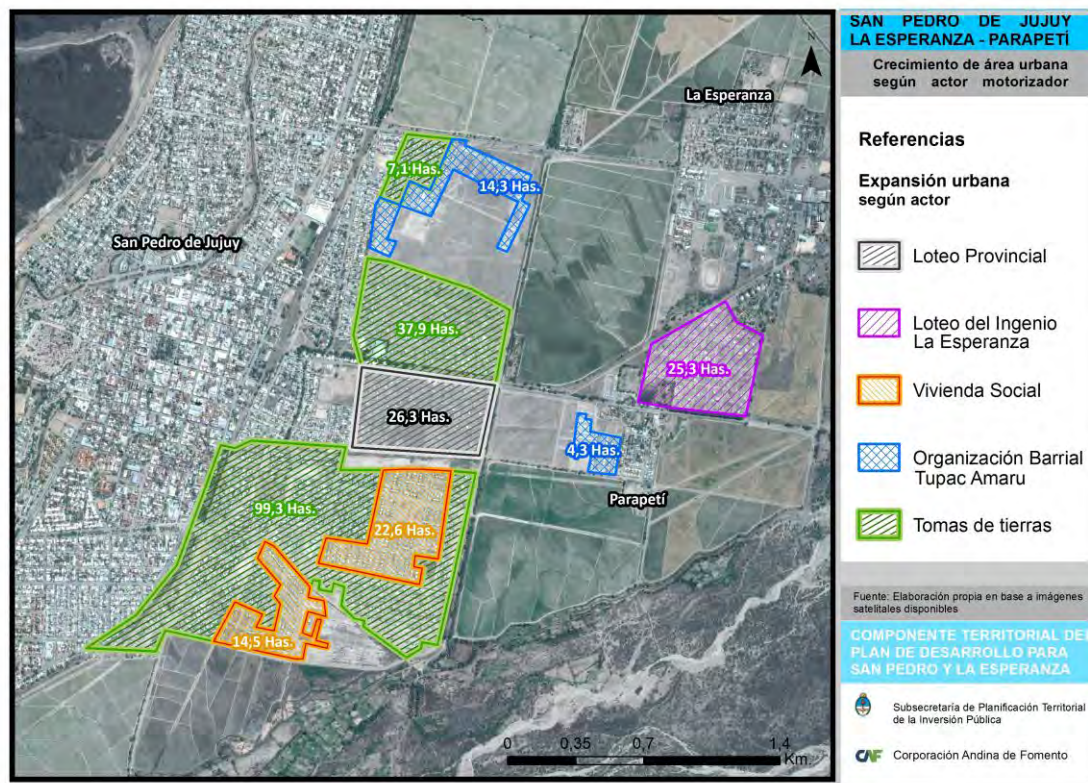 SAN PEDRO DE JUJUY
LA ESPERANZA - PARAPETÍ
Crecimiento de área urbana
según actor motorizador
Referencias
Expansión urbana
según actor
Loteo Provincial
Loteo del Ingenio
La Esperanza
Vivienda Social
Organización Barrial
Tupac Amaru
Tomas de tierras
Fuente: Elaboración propia en base a imágenes
satelitales disponibles
COMPONENTE TERRITORIAL DEL
PLAN DE DESARROLLO PARA
SAN PEDRO Y LA ESPERANZA
Subsecretaría de Planificación Territorial
de la Inversión Pública
CAF
Corporación Andina de Fomento
N
La Esperanza
7,1 Has.
14,3 Has.
San Pedro de Jujuy
37,9 Has.
25,3 Has.
26,3 Has.
4,3 Has.
Parapetí
99,3 Has.
22,6 Has.
14,5 Has.
0 0,35 0,7 1,4
Km.